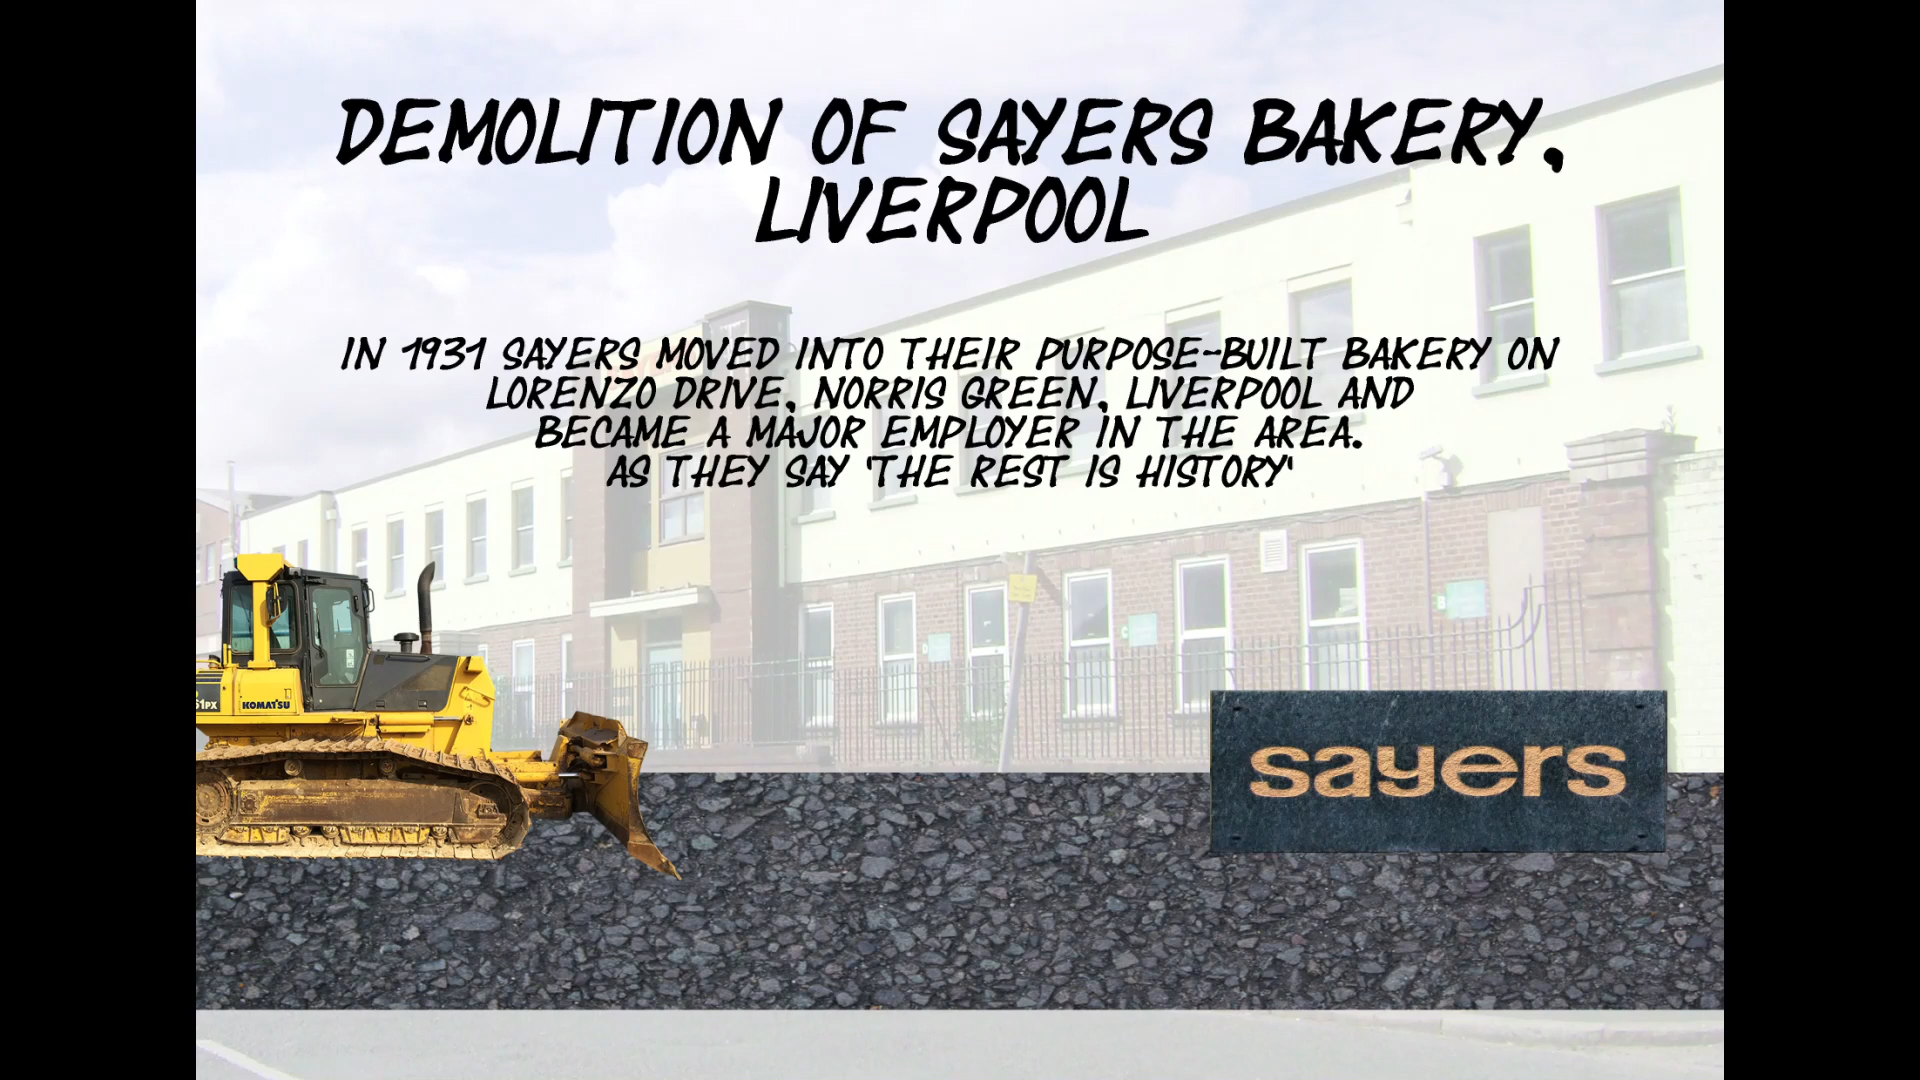 DEMOLITION OF SAYERS BAKERY,
LIVERPOOL
IN 1931 SAYERS MOVED INTO THEIR PURPOSE-BUILT BAKERY ON
LORENZO DRIVE, NORRIS GREEN, LIVERPOOL AND
BECAME A MAJOR EMPLOYER IN THE AREA.
AS THEY SAY 'THE REST IS HISTORY'
61PX KOMATSU
sayers